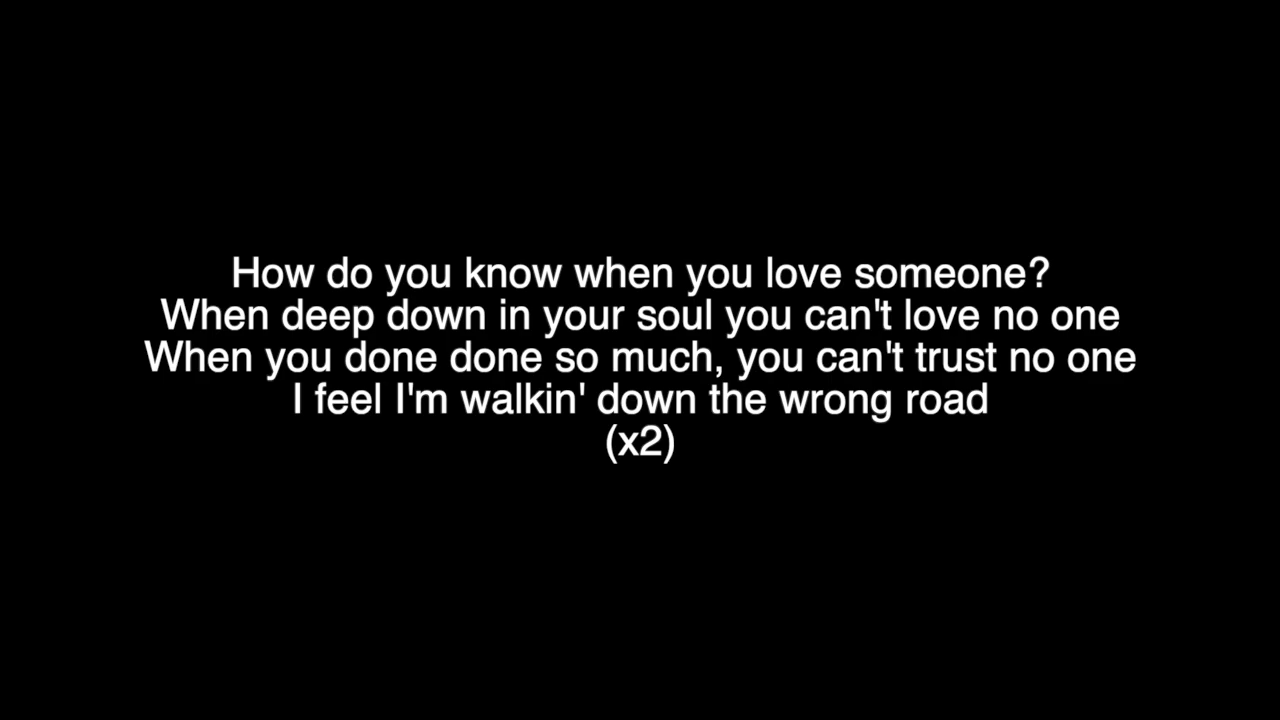 How do you know when you love someone?
When deep down in your soul you can't love no one
When you done done so much, you can't trust no one
I feel I'm walkin' down the wrong road
(x2)